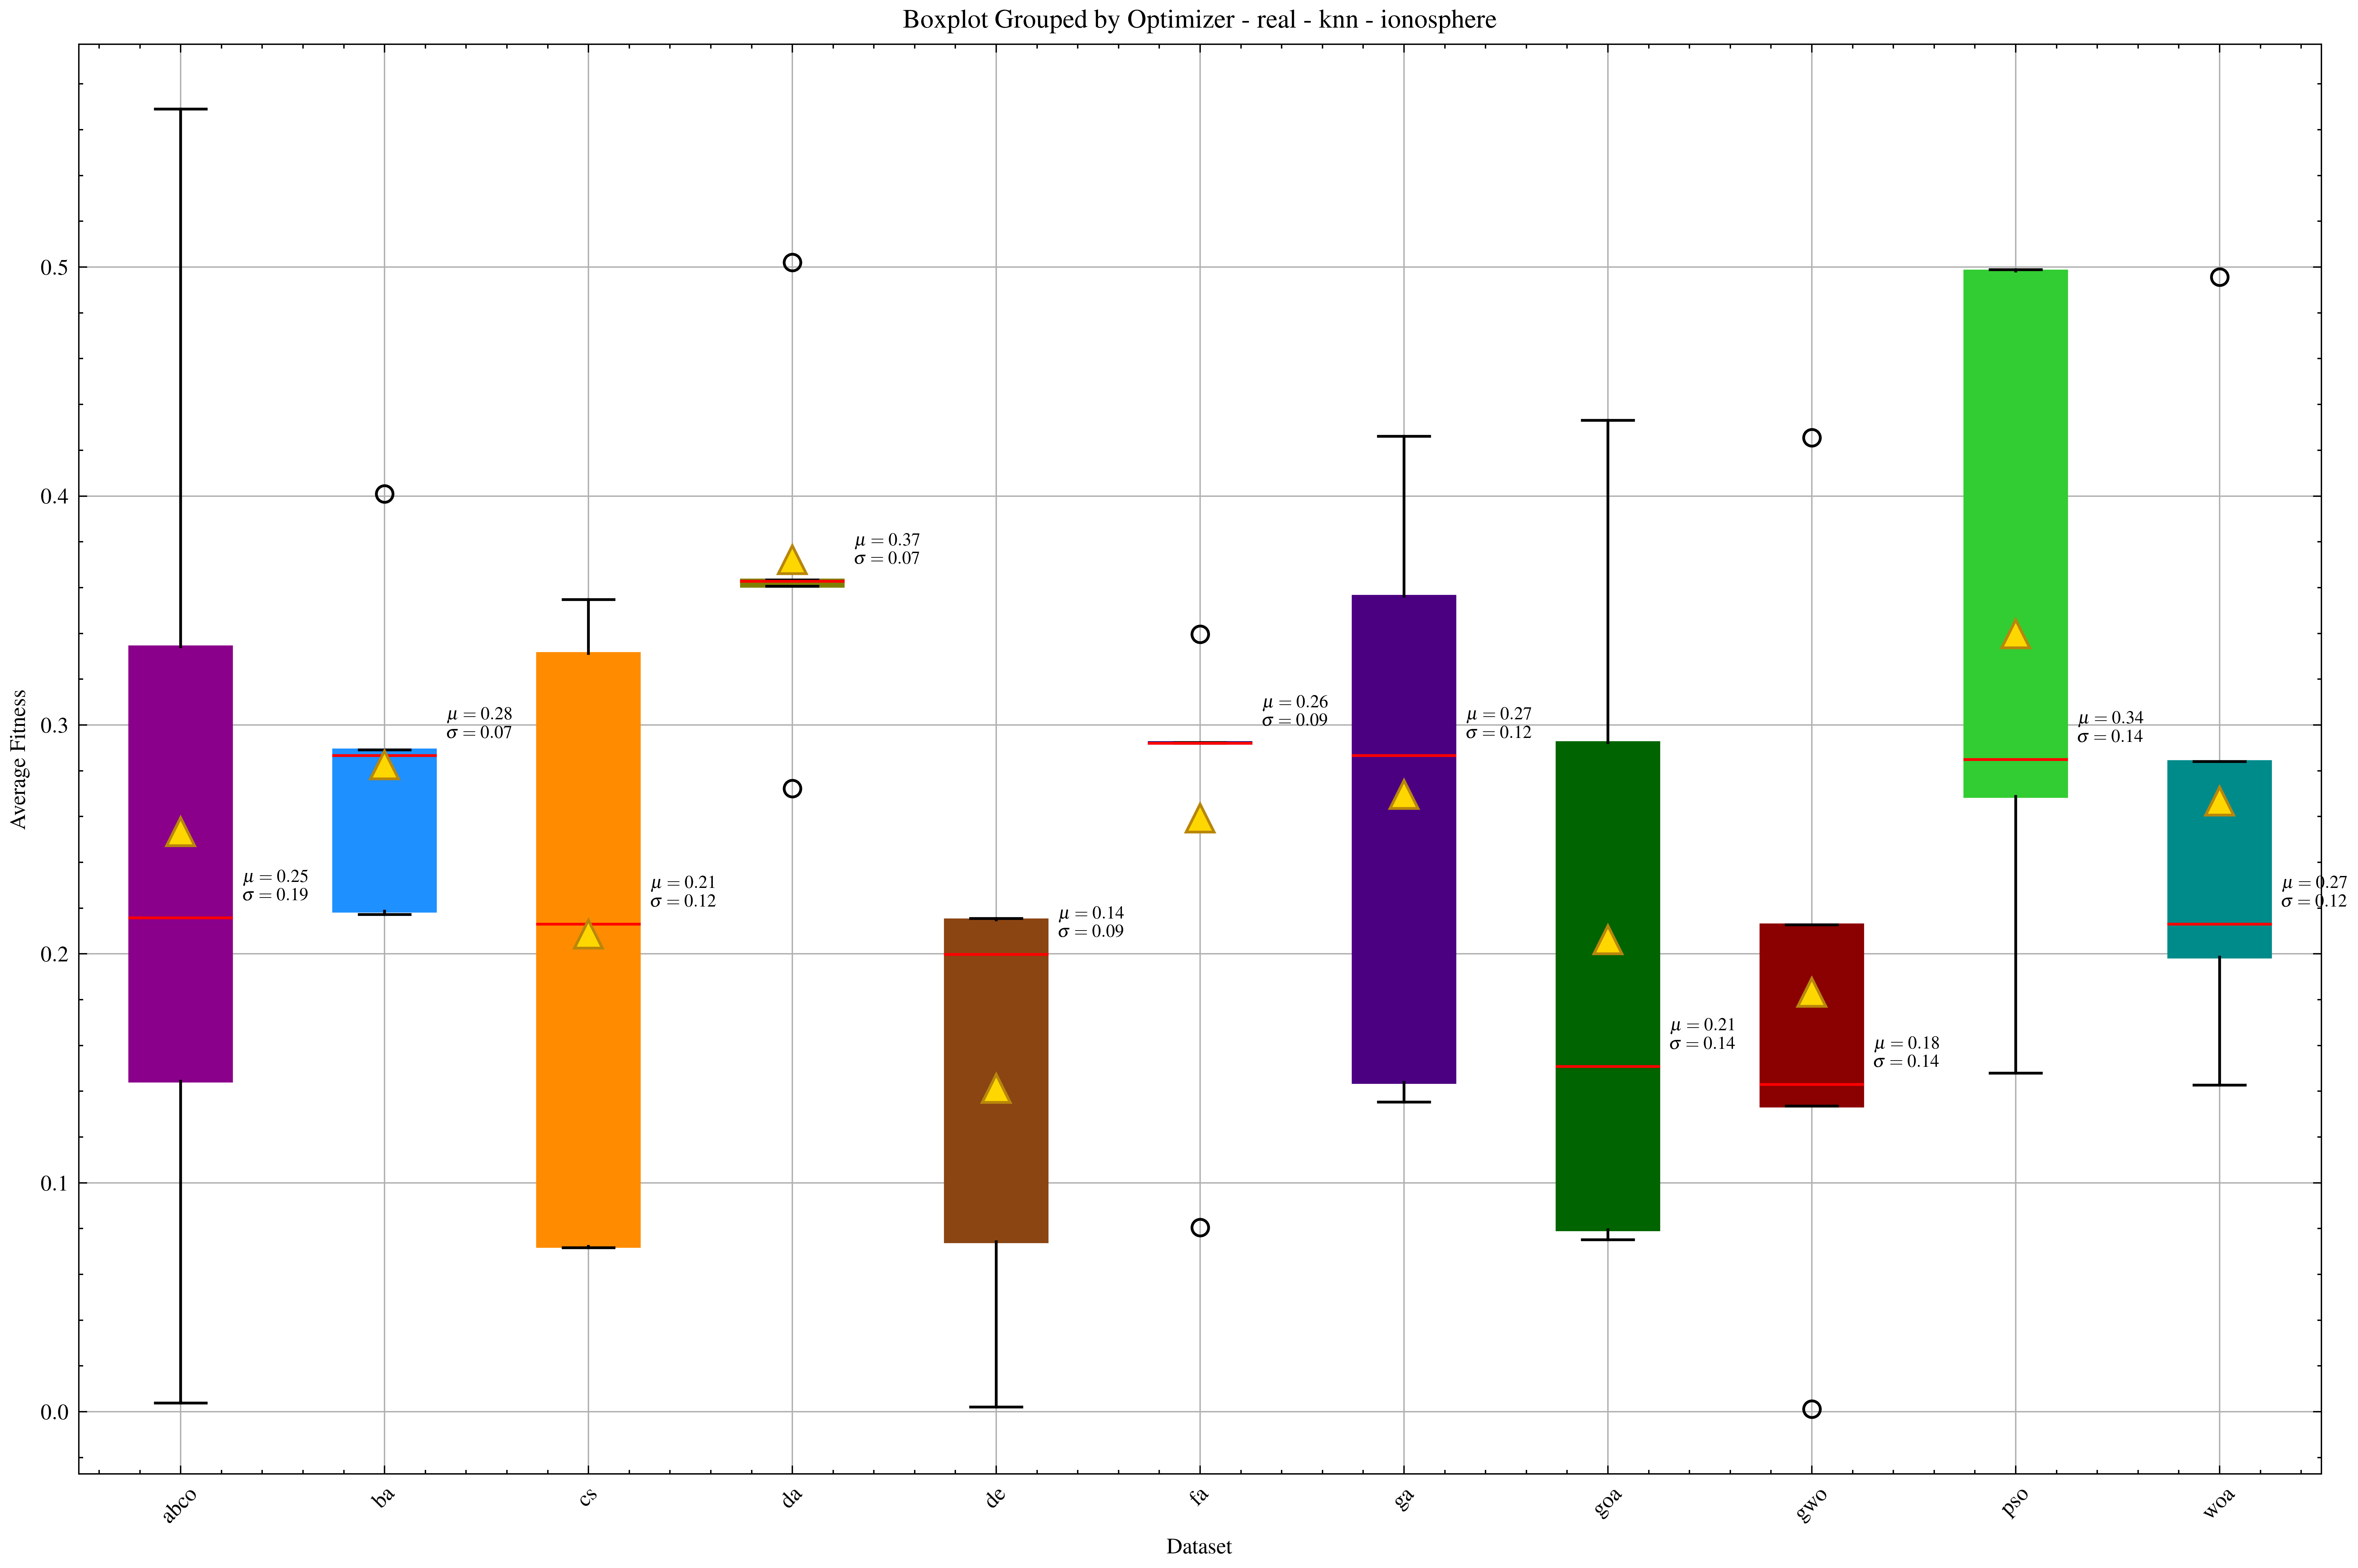 Boxplot Grouped by Optimizer - real - knn - ionosphere
Average Fitness
0.5
0.4
0.3
0.2
0.1
0.0
μ = 0.25
σ = 0.19
μ = 0.28
σ = 0.07
μ = 0.21
σ = 0.12
μ = 0.37
σ = 0.07
μ = 0.14
σ = 0.09
μ = 0.26
σ = 0.09
μ = 0.27
σ = 0.12
μ = 0.21
σ = 0.14
μ = 0.18
σ = 0.14
μ = 0.34
σ = 0.14
μ = 0.27
σ = 0.12
abco
ba
cs
da
de
fa
ga
goa
gwo
pso
woa
Dataset